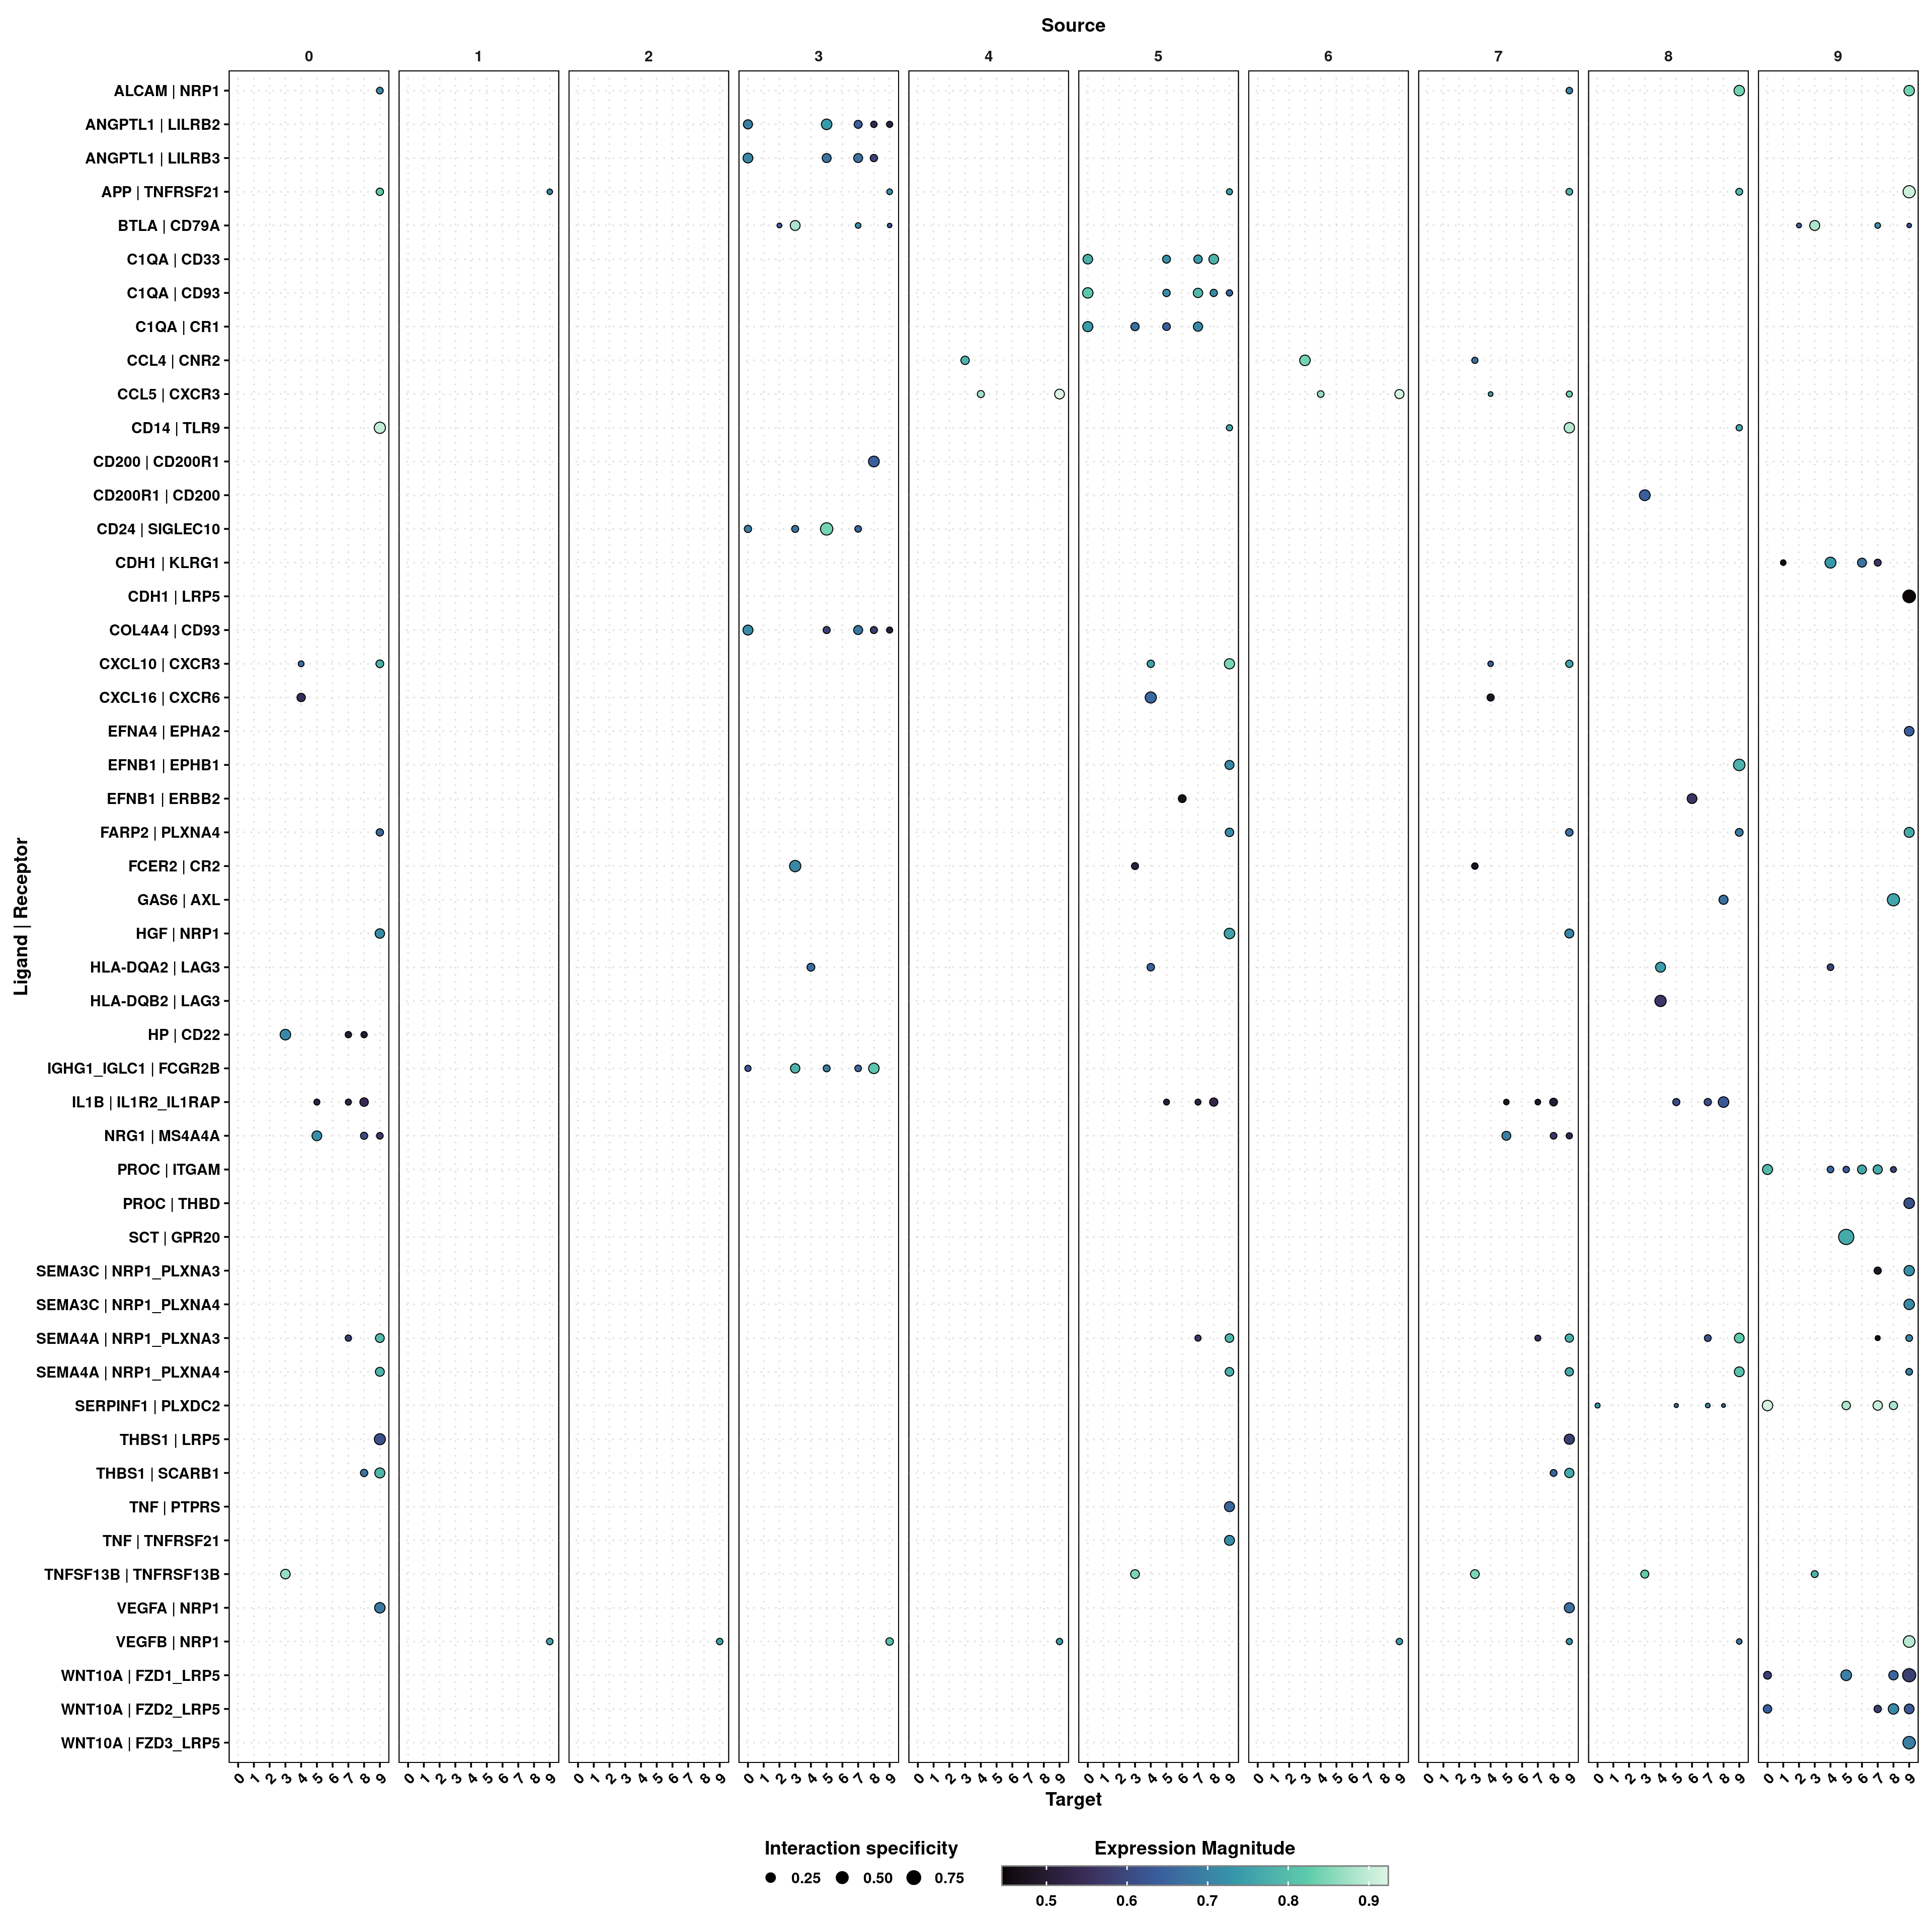 Source
0 1 2 3 4 5 6 7 8 9
ALCAM | NRP1
ANGPTL1 | LILRB2
ANGPTL1 | LILRB3
APP | TNFRSF21
BTLA | CD79A
C1QA | CD33
C1QA | CD93
C1QA | CR1
CCL4 | CNR2
CCL5 | CXCR3
CD14 | TLR9
CD200 | CD200R1
CD200R1 | CD200
CD24 | SIGLEC10
CDH1 | KLRG1
CDH1 | LRP5
COL4A4 | CD93
CXCL10 | CXCR3
CXCL16 | CXCR6
EFNA4 | EPHA2
EFNB1 | EPHB1
EFNB1 | ERBB2
FARP2 | PLXNA4
FCER2 | CR2
GAS6 | AXL
HGF | NRP1
HLA-DQA2 | LAG3
HLA-DQB2 | LAG3
HP | CD22
IGHG1_IGLC1 | FCGR2B
IL1B | IL1R2_IL1RAP
NRG1 | MS4A4A
PROC | ITGAM
PROC | THBD
SCT | GPR20
SEMA3C | NRP1_PLXNA3
SEMA3C | NRP1_PLXNA4
SEMA4A | NRP1_PLXNA3
SEMA4A | NRP1_PLXNA4
SERPINF1 | PLXDC2
THBS1 | LRP5
THBS1 | SCARB1
TNF | PTPRS
TNF | TNFRSF21
TNFSF13B | TNFRSF13B
VEGFA | NRP1
VEGFB | NRP1
WNT10A | FZD1_LRP5
WNT10A | FZD2_LRP5
WNT10A | FZD3_LRP5
Ligand | Receptor
0 1 2 3 4 5 6 7 8 9 0 1 2 3 4 5 6 7 8 9 0 1 2 3 4 5 6 7 8 9 0 1 2 3 4 5 6 7 8 9 0 1 2 3 4 5 6 7 8 9 0 1 2 3 4 5 6 7 8 9 0 1 2 3 4 5 6 7 8 9 0 1 2 3 4 5 6 7 8 9 0 1 2 3 4 5 6 7 8 9 0 1 2 3 4 5 6 7 8 9
Target
Interaction specificity
0.25 0.50 0.75
Expression Magnitude
0.5 0.6 0.7 0.8 0.9